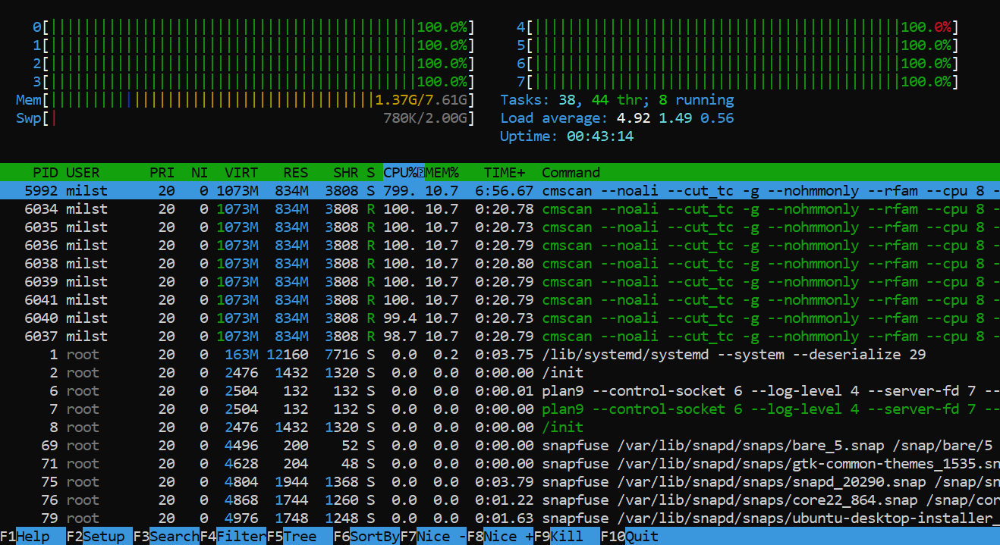 0[||||||||||||||||||||||||||||||||||||||||||||100.0%] 4[||||||||||||||||||||||||||||||||||||||||||||100.0%]
1[||||||||||||||||||||||||||||||||||||||||||||100.0%] 5[||||||||||||||||||||||||||||||||||||||||||||100.0%]
2[||||||||||||||||||||||||||||||||||||||||||||100.0%] 6[||||||||||||||||||||||||||||||||||||||||||||100.0%]
3[||||||||||||||||||||||||||||||||||||||||||||100.0%] 7[||||||||||||||||||||||||||||||||||||||||||||100.0%]
Mem[|||||||||||||||||||||||||||||||||||||||1.37G/7.61G] Tasks: 38, 44 thr; 8 running
Swp[| 780K/2.00G] Load average: 4.92 1.49 0.56
Uptime: 00:43:14
PID USER PRI NI VIRT RES SHR S CPU% MEM% TIME+ Command
5992 milst 20 0 1073M 834M 3808 S 799. 10.7 6:56.67 cmscan --noali --cut_tc -g --nohmmonly --rfam --cpu 8 -
6034 milst 20 0 1073M 834M 3808 R 100. 10.7 0:20.78 cmscan --noali --cut_tc -g --nohmmonly --rfam --cpu 8 -
6035 milst 20 0 1073M 834M 3808 R 100. 10.7 0:20.73 cmscan --noali --cut_tc -g --nohmmonly --rfam --cpu 8 -
6036 milst 20 0 1073M 834M 3808 R 100. 10.7 0:20.79 cmscan --noali --cut_tc -g --nohmmonly --rfam --cpu 8 -
6038 milst 20 0 1073M 834M 3808 R 100. 10.7 0:20.80 cmscan --noali --cut_tc -g --nohmmonly --rfam --cpu 8 -
6039 milst 20 0 1073M 834M 3808 R 100. 10.7 0:20.79 cmscan --noali --cut_tc -g --nohmmonly --rfam --cpu 8 -
6041 milst 20 0 1073M 834M 3808 R 100. 10.7 0:20.79 cmscan --noali --cut_tc -g --nohmmonly --rfam --cpu 8 -
6040 milst 20 0 1073M 834M 3808 R 99.4 10.7 0:20.73 cmscan --noali --cut_tc -g --nohmmonly --rfam --cpu 8 -
6037 milst 20 0 1073M 834M 3808 R 98.7 10.7 0:20.79 cmscan --noali --cut_tc -g --nohmmonly --rfam --cpu 8 -
1 root 20 0 163M 12160 7716 S 0.0 0.2 0:03.75 /lib/systemd/systemd --system --deserialize 29
2 root 20 0 2476 1432 1320 S 0.0 0.0 0:00.00 /init
6 root 20 0 2504 132 132 S 0.0 0.0 0:00.01 plan9 --control-socket 6 --log-level 4 --server-fd 7 --
7 root 20 0 2504 132 132 S 0.0 0.0 0:00.00 plan9 --control-socket 6 --log-level 4 --server-fd 7 --
8 root 20 0 2476 1432 1320 S 0.0 0.0 0:00.00 /init
69 root 20 0 4496 200 52 S 0.0 0.0 0:00.00 snapfuse /var/lib/snapd/snaps/bare_5.snap /snap/bare/5
71 root 20 0 4628 204 48 S 0.0 0.0 0:00.00 snapfuse /var/lib/snapd/snaps/gtk-common-themes_1535.sn
75 root 20 0 4804 1944 1368 S 0.0 0.0 0:03.79 snapfuse /var/lib/snapd/snaps/snapd_20290.snap /snap/sn
76 root 20 0 4868 1744 1260 S 0.0 0.0 0:01.22 snapfuse /var/lib/snapd/snaps/core22_864.snap /snap/cor
79 root 20 0 4976 1748 1248 S 0.0 0.0 0:01.63 snapfuse /var/lib/snapd/snaps/ubuntu-desktop-installer_
F1Help F2Setup F3SearchF4FilterF5Tree F6SortByF7Nice -F8Nice +F9Kill F10Quit